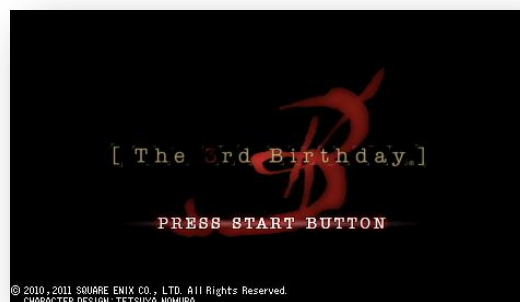 [ The 3rd Birthday® ]
PRESS START BUTTON
© 2010, 2011 SQUARE ENIX CO., LTD. All Rights Reserved.
CHARACTER DESIGN: TETSUYA NOMURA